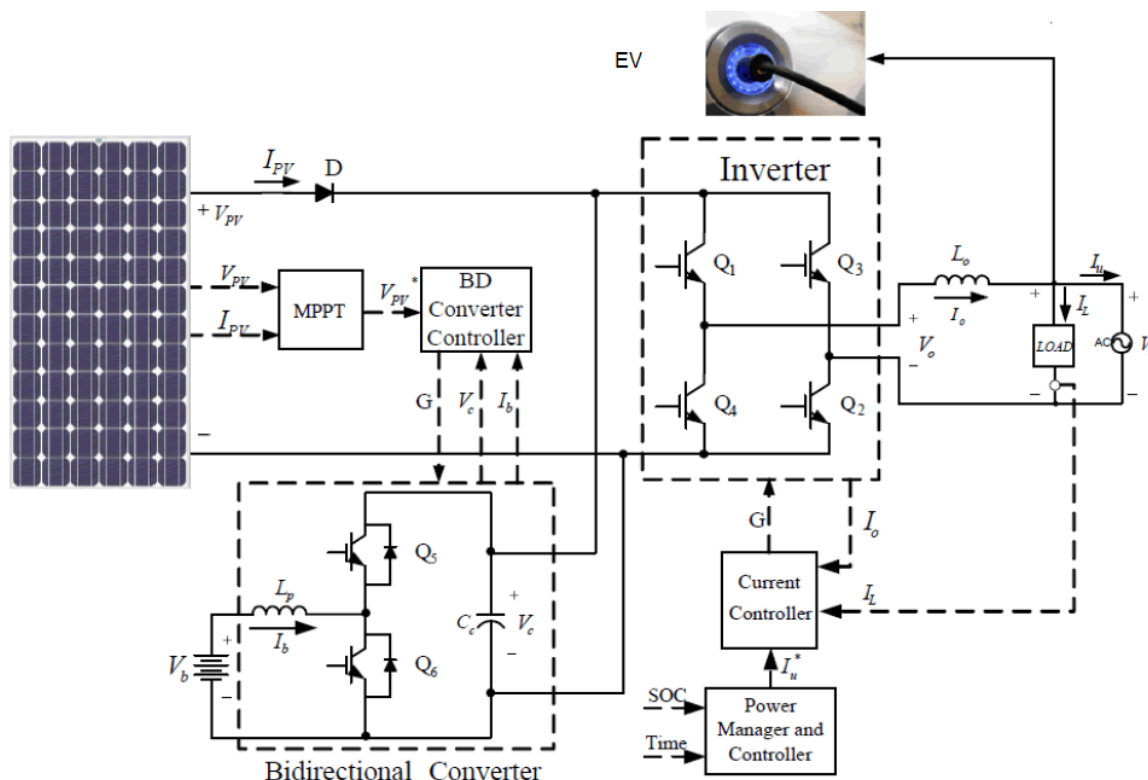 EV
I_PV
D
Inverter
+ V_PV
Q1
Q3
L_o
I_u
V_PV
MPPT
V_PV*
BD
Converter
Controller
I_PV
+
V_o
−
I_o
+
I_L
LOAD
−
AC
+
V
−
G
V_c
I_b
Q4
Q2
−
G
I_o
Q5
L_p
I_b
+
V_b
−
C_c
+
V_c
−
Q6
Current
Controller
I_L
I_u*
SOC
Time
Power
Manager and
Controller
Bidirectional Converter